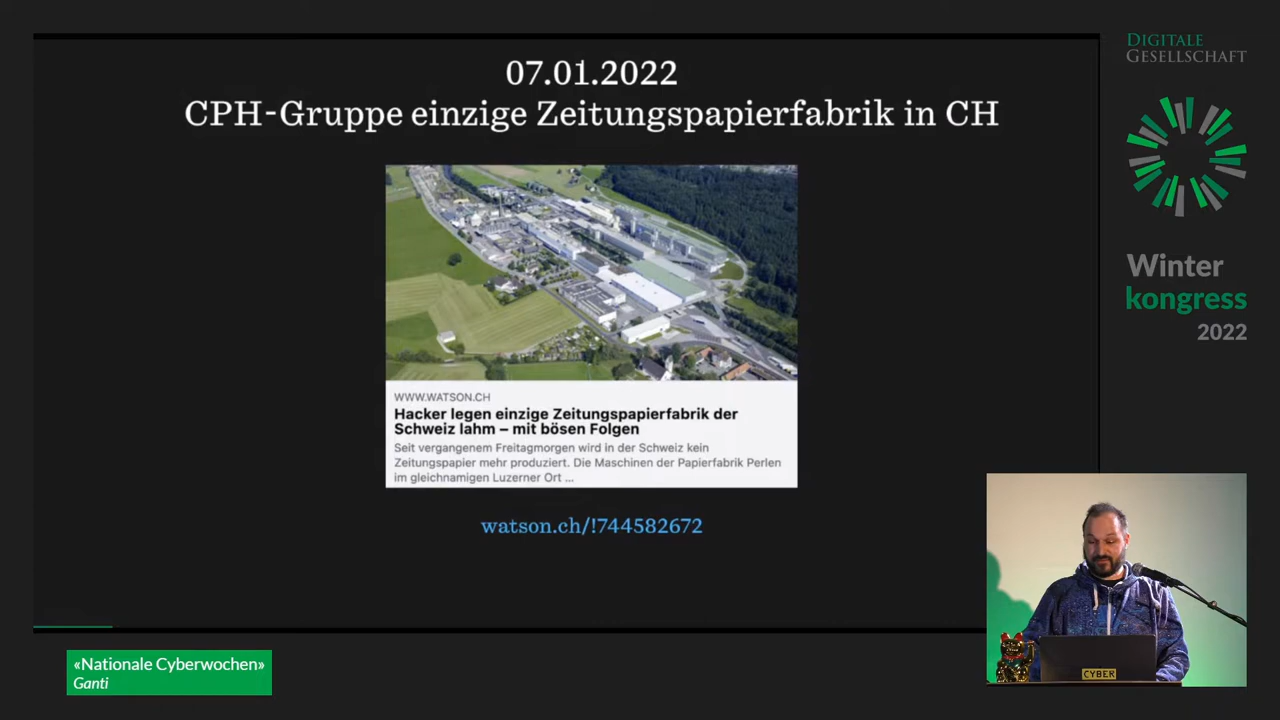 07.01.2022
CPH-Gruppe einzige Zeitungspapierfabrik in CH
WWW.WATSON.CH
Hacker legen einzige Zeitungspapierfabrik der
Schweiz lahm – mit bösen Folgen
Seit vergangenem Freitagmorgen wird in der Schweiz kein
Zeitungspapier mehr produziert. Die Maschinen der Papierfabrik Perlen
im gleichnamigen Luzerner Ort ...
watson.ch/!744582672
DIGITALE
GESELLSCHAFT
Winter
kongress
2022
CYBER
«Nationale Cyberwochen»
Ganti